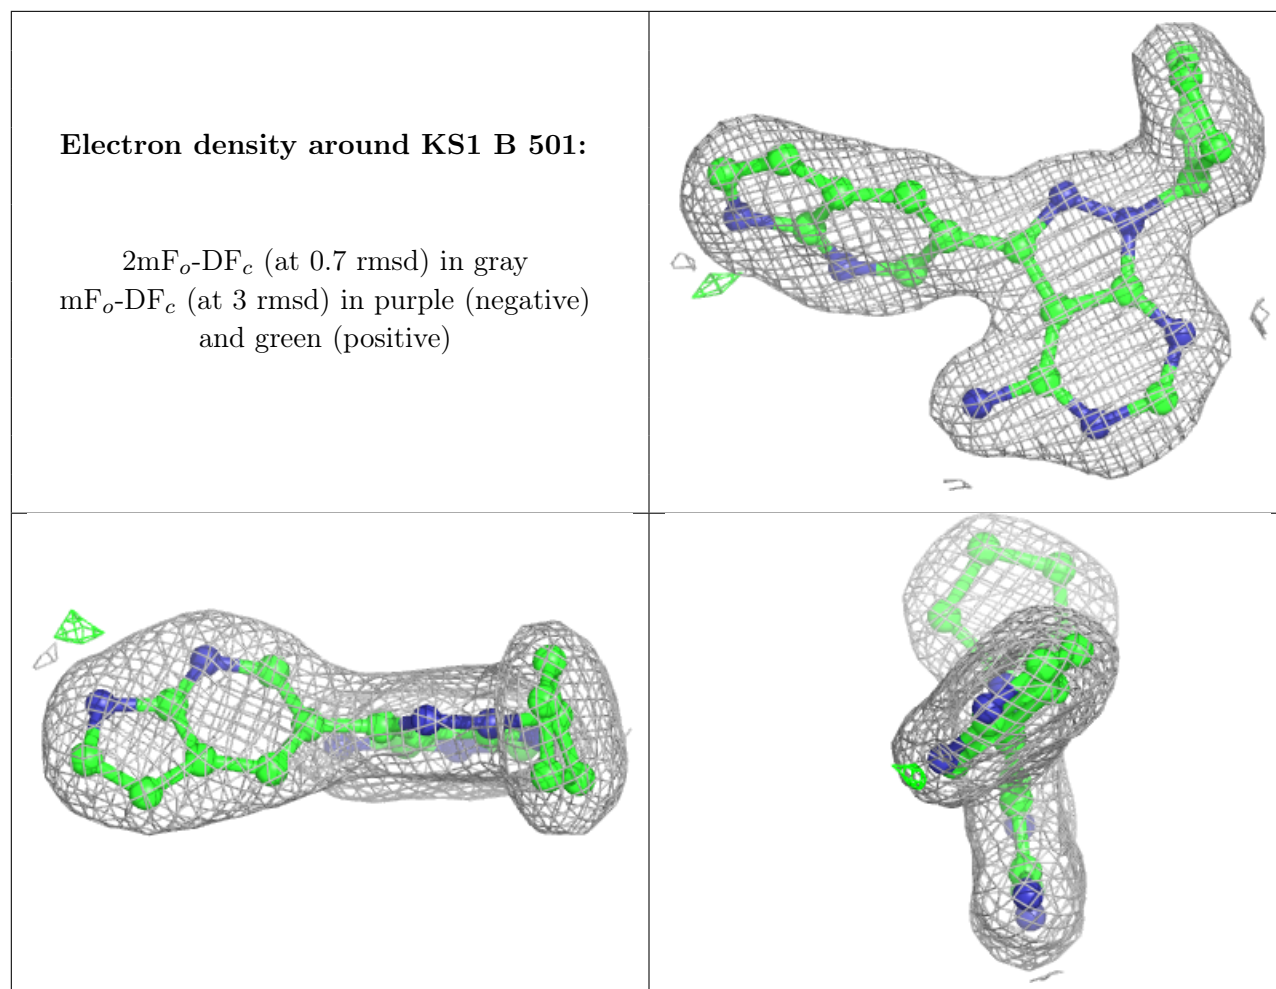 Electron density around KS1 B 501:
2mFo-DFc (at 0.7 rmsd) in gray
mFo-DFc (at 3 rmsd) in purple (negative)
and green (positive)